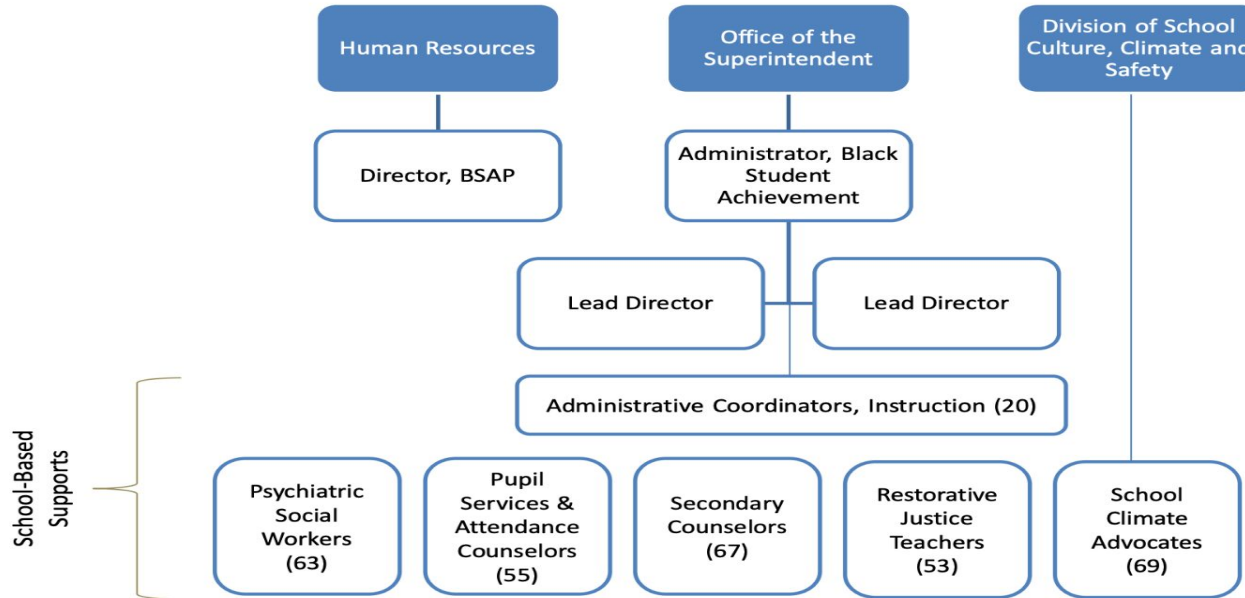 Human Resources
Office of the
Superintendent
Division of School
Culture, Climate and
Safety
Director, BSAP
Administrator, Black
Student
Achievement
Lead Director
Lead Director
Administrative Coordinators, Instruction (20)
School-Based
Supports
Psychiatric
Social
Workers
(63)
Pupil
Services &
Attendance
Counselors
(55)
Secondary
Counselors
(67)
Restorative
Justice
Teachers
(53)
School
Climate
Advocates
(69)